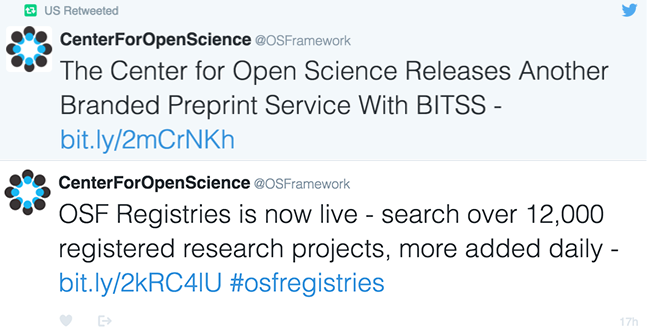 US Retweeted
CenterForOpenScience @OSFramework
The Center for Open Science Releases Another
Branded Preprint Service With BITSS -
bit.ly/2mCrNKh
CenterForOpenScience @OSFramework
OSF Registries is now live - search over 12,000
registered research projects, more added daily -
bit.ly/2kRC4lU #osfregistries
17h